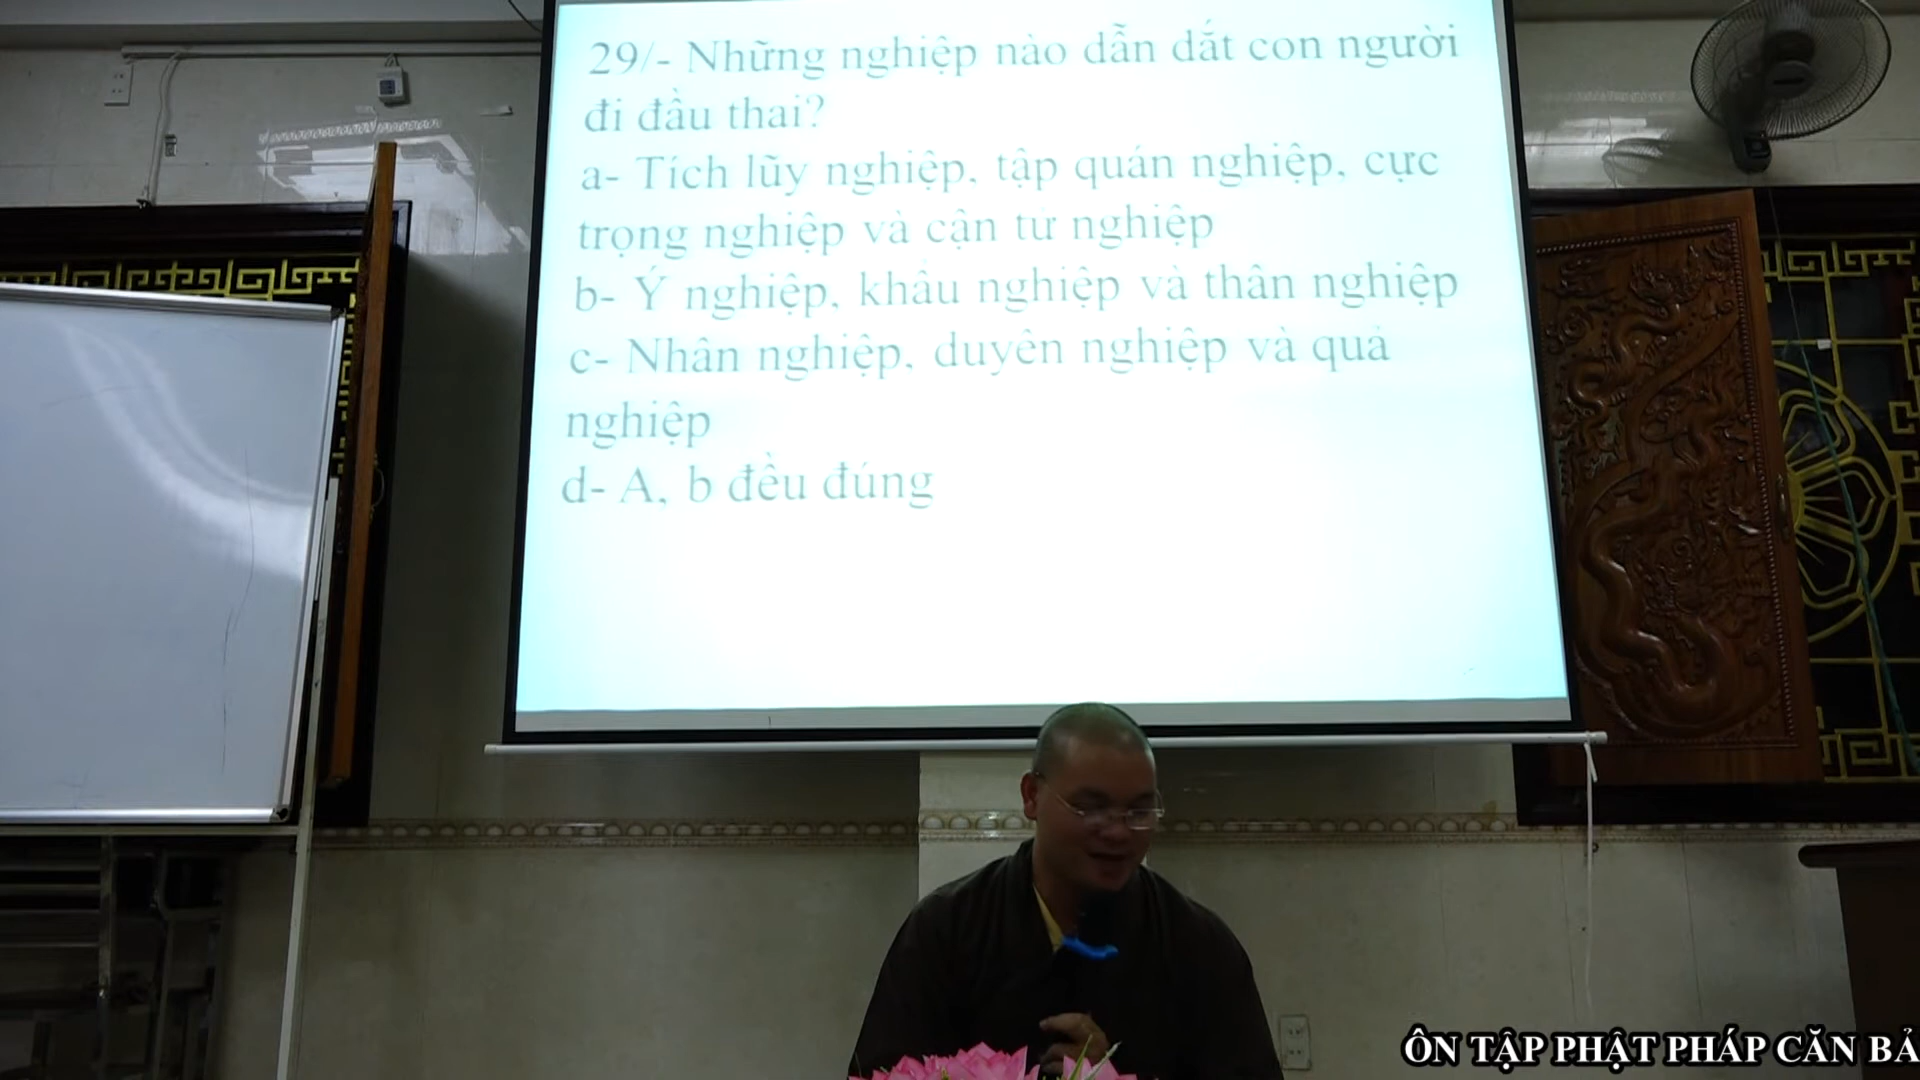 29/- Những nghiệp nào dẫn dắt con người
đi đầu thai?
a- Tích lũy nghiệp, tập quán nghiệp, cực
trọng nghiệp và cận tử nghiệp
b- Ý nghiệp, khẩu nghiệp và thân nghiệp
c- Nhân nghiệp, duyên nghiệp và quả
nghiệp
d- A, b đều đúng
ÔN TẬP PHẬT PHÁP CĂN BẢ